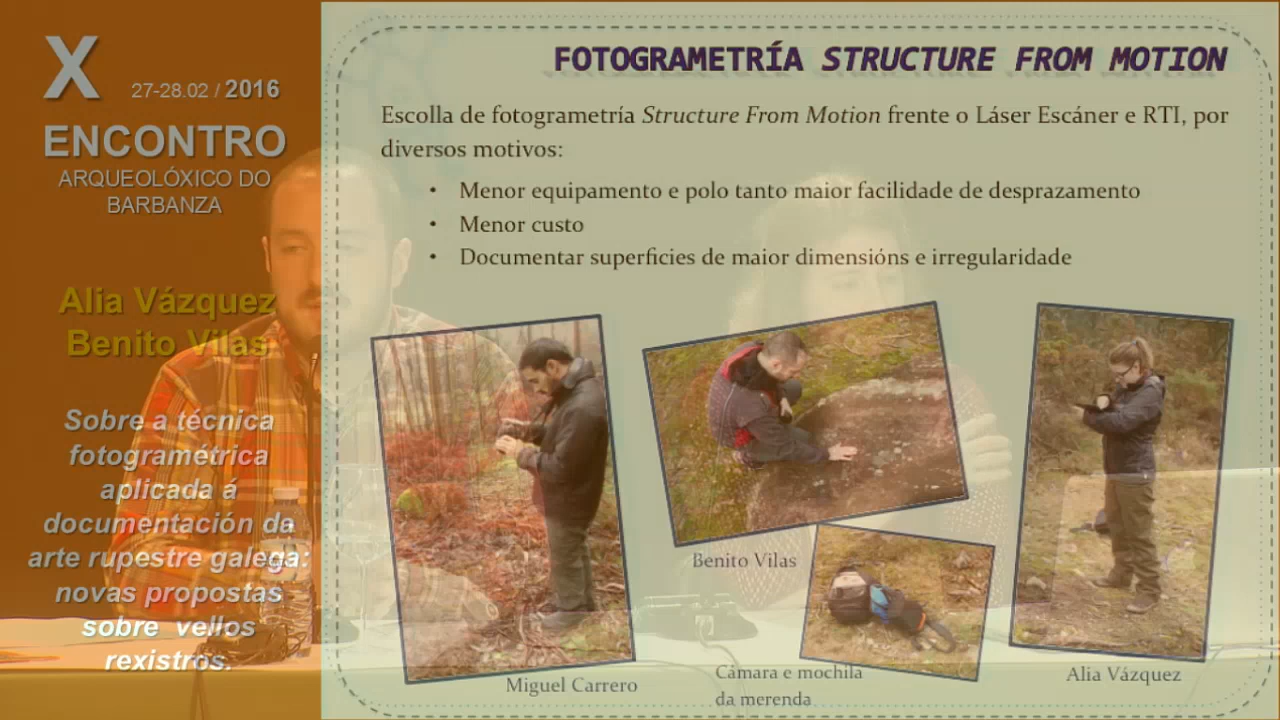 X
27-28.02 / 2016
ENCONTRO
ARQUEOLÓXICO DO
BARBANZA
Alia Vázquez
Benito Vilas
Sobre a técnica
fotogramétrica
aplicada á
documentación da
arte rupestre galega:
novas propostas
sobre vellos
rexistros.
FOTOGRAMETRÍA STRUCTURE FROM MOTION
Escolla de fotogrametría Structure From Motion frente o Láser Escáner e RTI, por
diversos motivos:
• Menor equipamento e polo tanto maior facilidade de desprazamento
• Menor custo
• Documentar superficies de maior dimensións e irregularidade
Benito Vilas
Miguel Carrero
Cámara e mochila
da merenda
Alia Vázquez